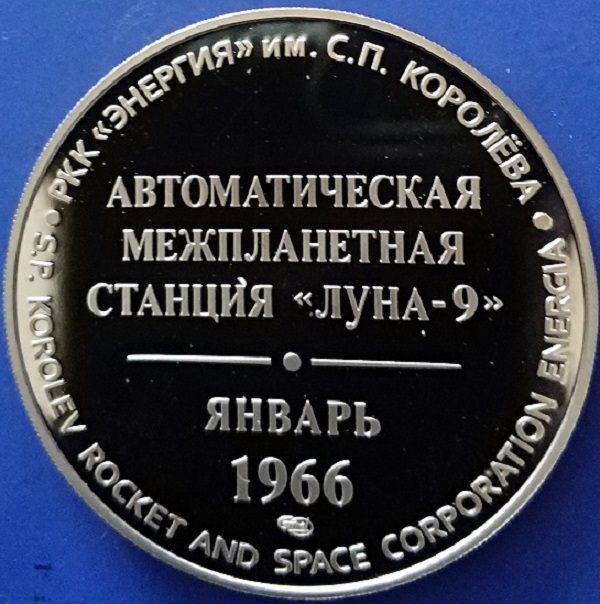 РКК «ЭНЕРГИЯ» им. С.П. КОРОЛЁВА
АВТОМАТИЧЕСКАЯ
МЕЖПЛАНЕТНАЯ
СТАНЦИЯ «ЛУНА-9»
ЯНВАРЬ
1966
S.P. KOROLEV ROCKET AND SPACE CORPORATION ENERGIA